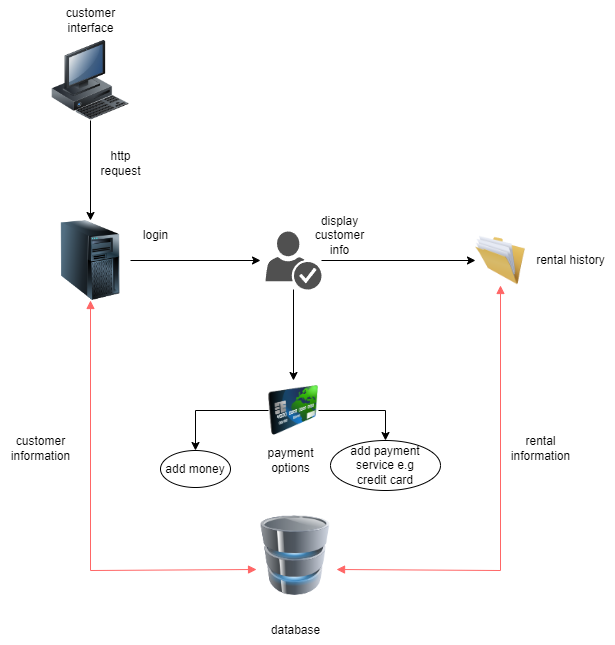 customer
interface
http
request
login
display
customer
info
rental history
customer
information
payment
options
add money
add payment
service e.g
credit card
rental
information
database